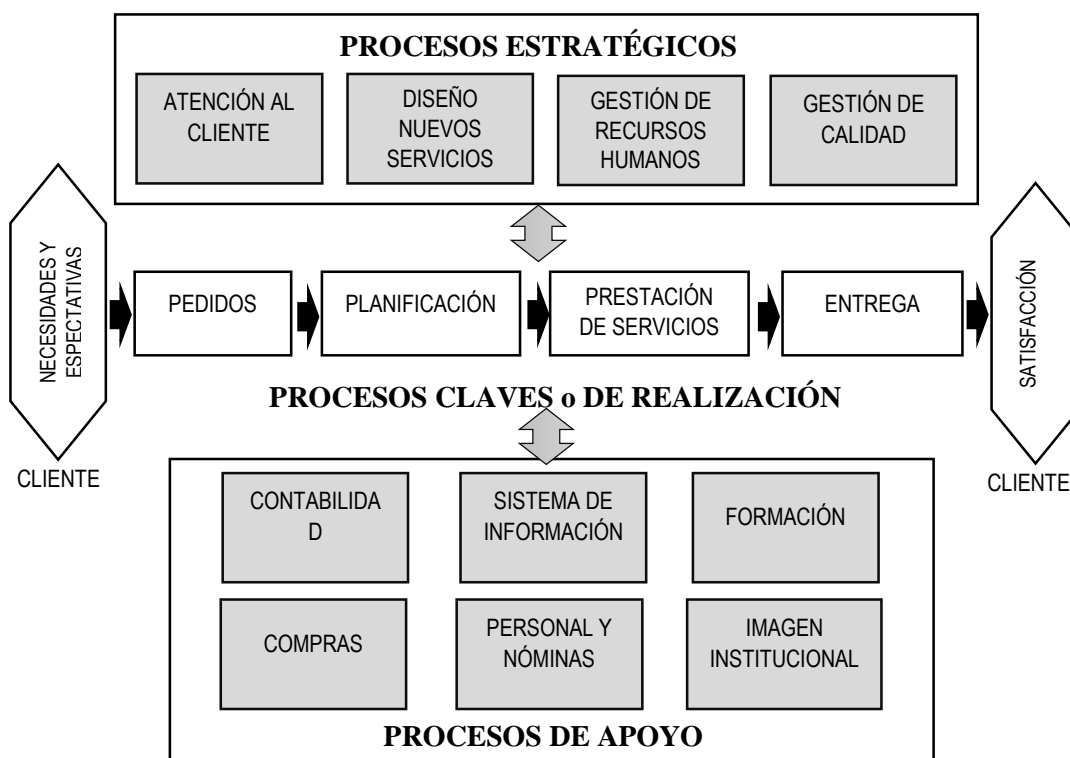 PROCESOS ESTRATÉGICOS
ATENCIÓN AL
CLIENTE
DISEÑO
NUEVOS
SERVICIOS
GESTIÓN DE
RECURSOS
HUMANOS
GESTIÓN DE
CALIDAD
NECESIDADES Y
ESPECTATIVAS
CLIENTE
PEDIDOS
PLANIFICACIÓN
PRESTACIÓN
DE SERVICIOS
ENTREGA
SATISFACCIÓN
CLIENTE
PROCESOS CLAVES o DE REALIZACIÓN
CONTABILIDA
D
SISTEMA DE
INFORMACIÓN
FORMACIÓN
COMPRAS
PERSONAL Y
NÓMINAS
IMAGEN
INSTITUCIONAL
PROCESOS DE APOYO